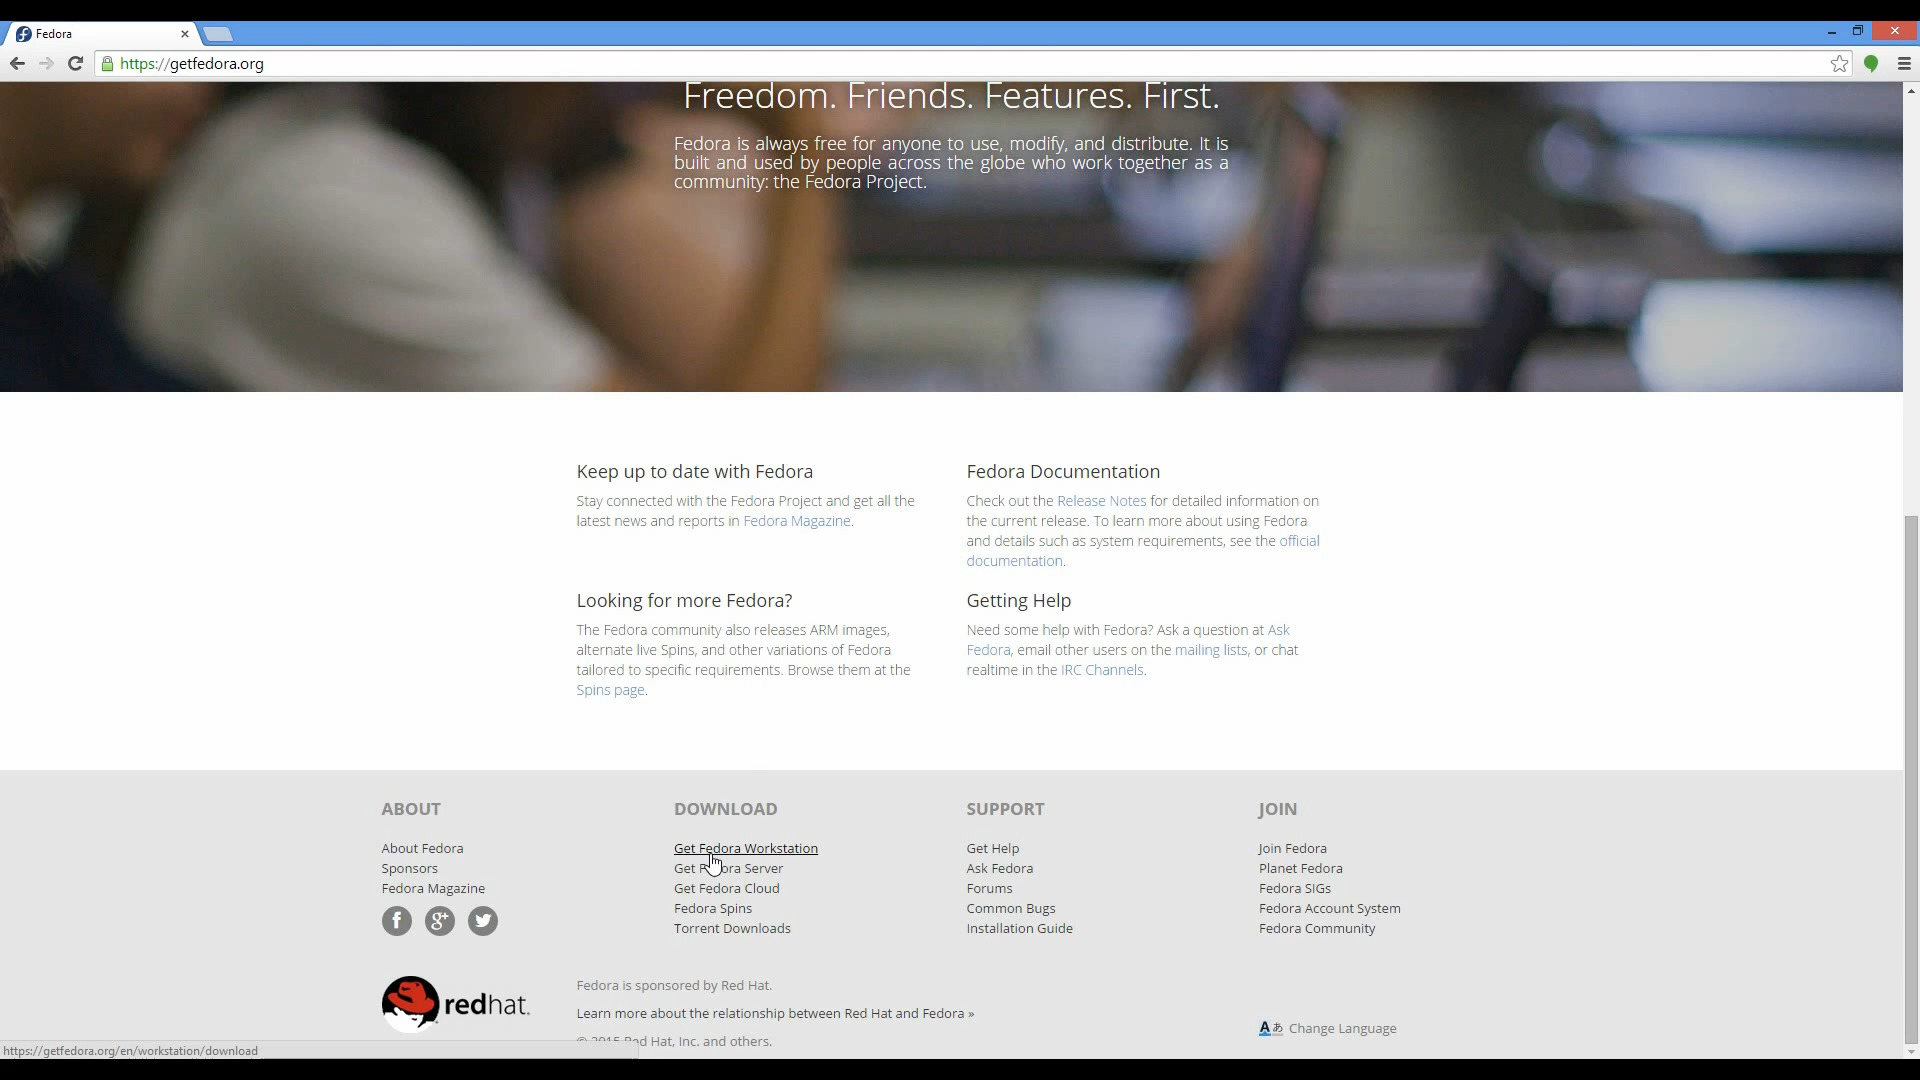 Fedora
https://getfedora.org
Freedom. Friends. Features. First.
Fedora is always free for anyone to use, modify, and distribute. It is
built and used by people across the globe who work together as a
community: the Fedora Project.
Keep up to date with Fedora
Stay connected with the Fedora Project and get all the
latest news and reports in Fedora Magazine.
Fedora Documentation
Check out the Release Notes for detailed information on
the current release. To learn more about using Fedora
and details such as system requirements, see the official
documentation.
Looking for more Fedora?
The Fedora community also releases ARM images,
alternate live Spins, and other variations of Fedora
tailored to specific requirements. Browse them at the
Spins page.
Getting Help
Need some help with Fedora? Ask a question at Ask
Fedora, email other users on the mailing lists, or chat
realtime in the IRC Channels.
ABOUT
About Fedora
Sponsors
Fedora Magazine
f g+
DOWNLOAD
Get Fedora Workstation
Get Fedora Server
Get Fedora Cloud
Fedora Spins
Torrent Downloads
SUPPORT
Get Help
Ask Fedora
Forums
Common Bugs
Installation Guide
JOIN
Join Fedora
Planet Fedora
Fedora SIGs
Fedora Account System
Fedora Community
redhat.
Fedora is sponsored by Red Hat.
Learn more about the relationship between Red Hat and Fedora »
© 2015 Red Hat, Inc. and others.
Aあ Change Language
https://getfedora.org/en/workstation/download